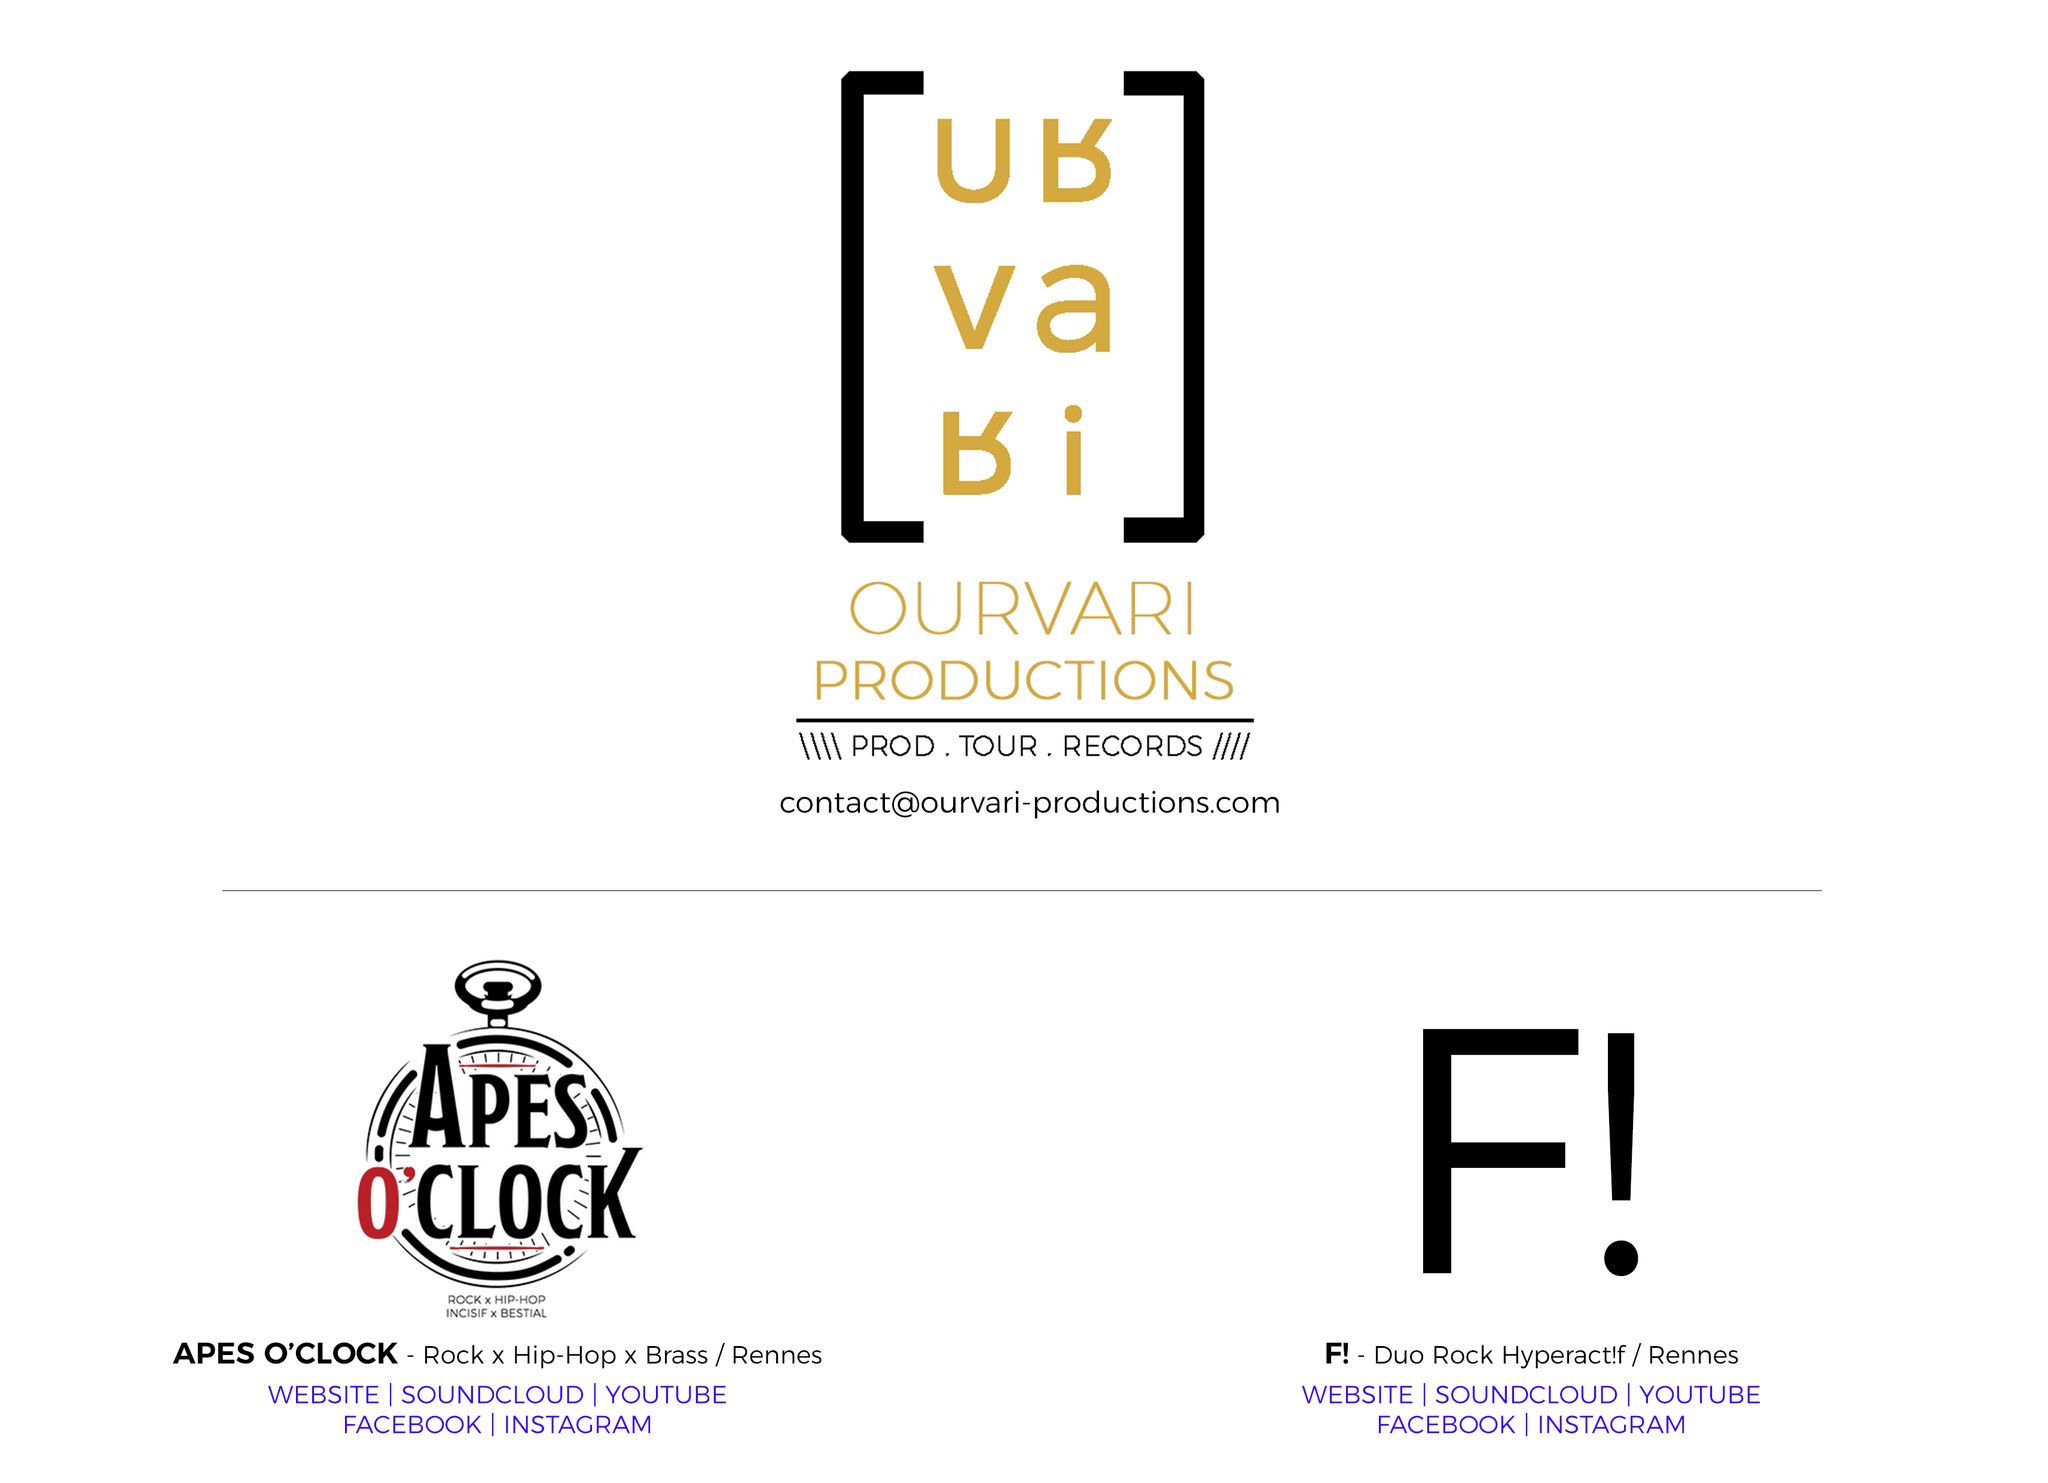 UR
va
Ri
OURVARI
PRODUCTIONS
\\\\ PROD . TOUR . RECORDS ////
contact@ourvari-productions.com
APES
O'CLOCK
ROCK x HIP-HOP
INCISIF x BESTIAL
APES O'CLOCK - Rock x Hip-Hop x Brass / Rennes
WEBSITE | SOUNDCLOUD | YOUTUBE
FACEBOOK | INSTAGRAM
F!
F! - Duo Rock Hyperact!f / Rennes
WEBSITE | SOUNDCLOUD | YOUTUBE
FACEBOOK | INSTAGRAM